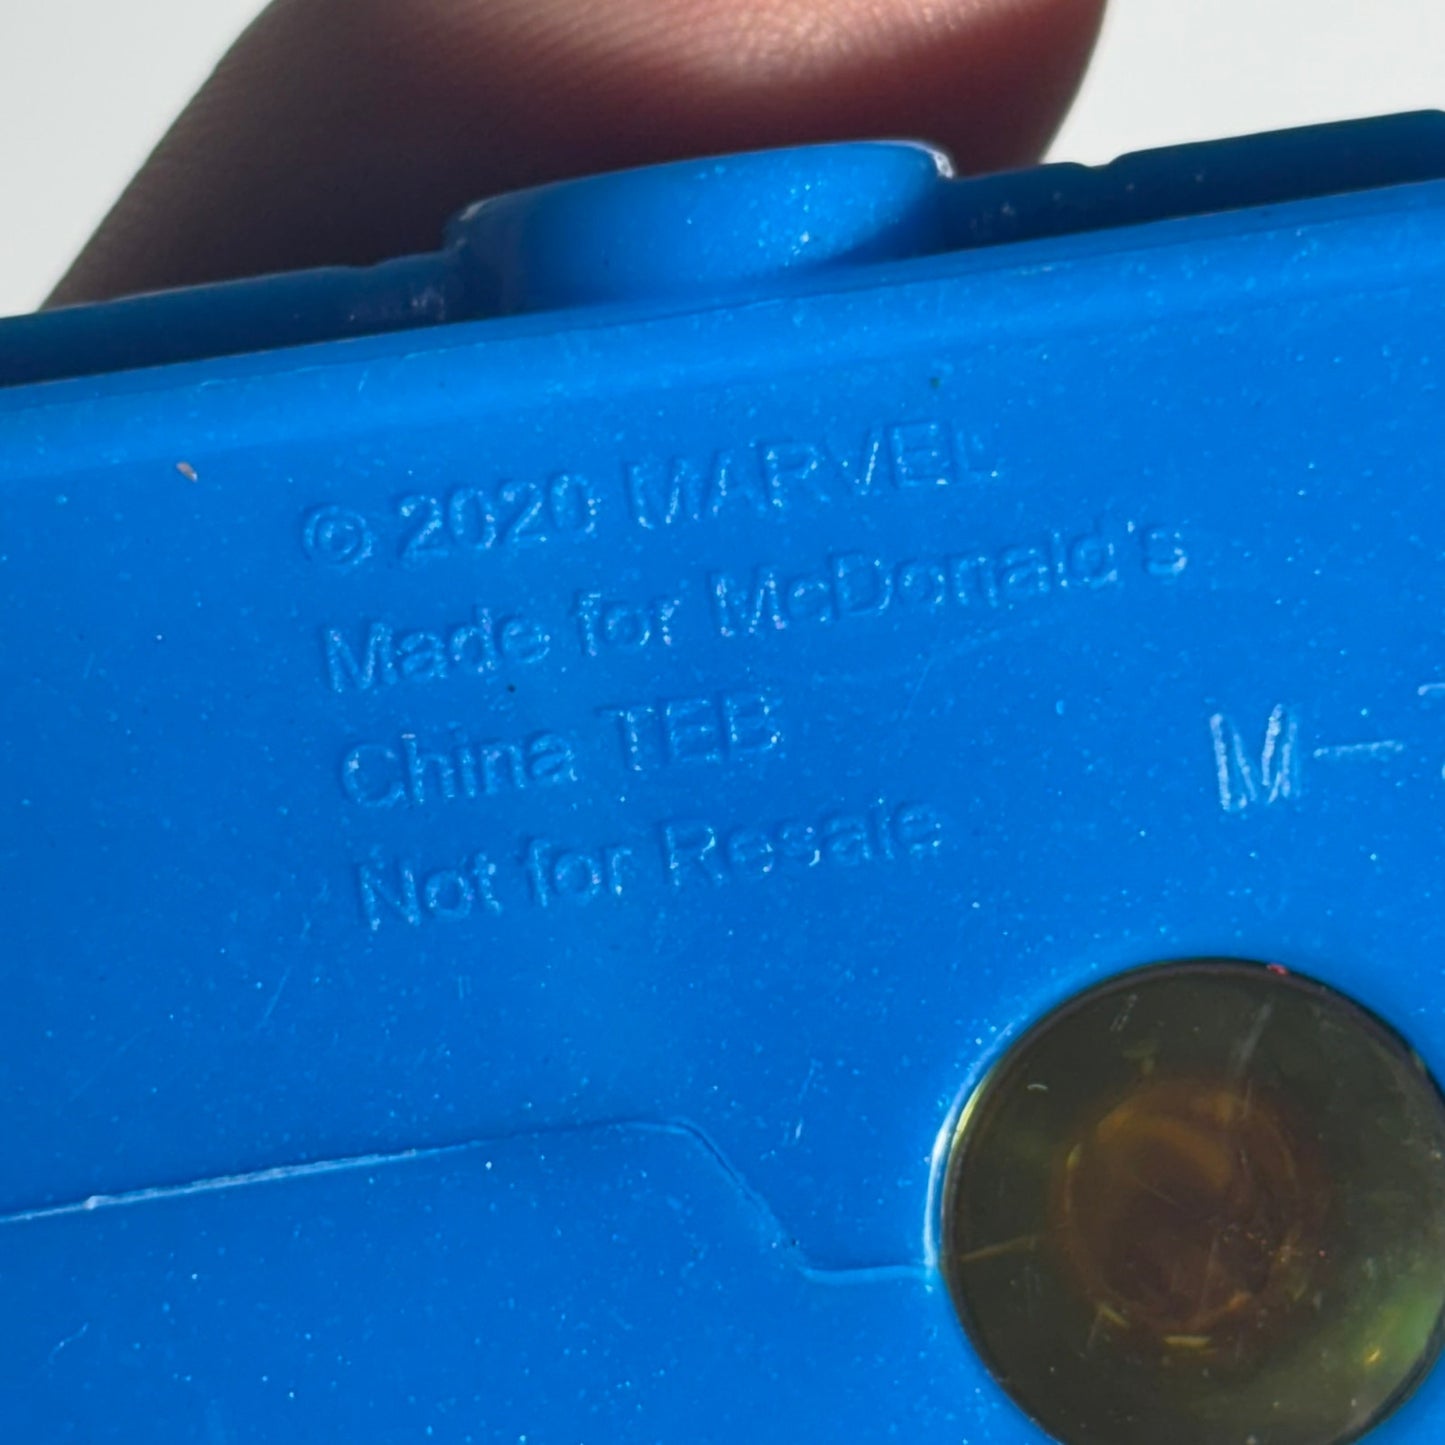 © 2020 MARVEL
Made for McDonald's
China TEB
Not for Resale
M-